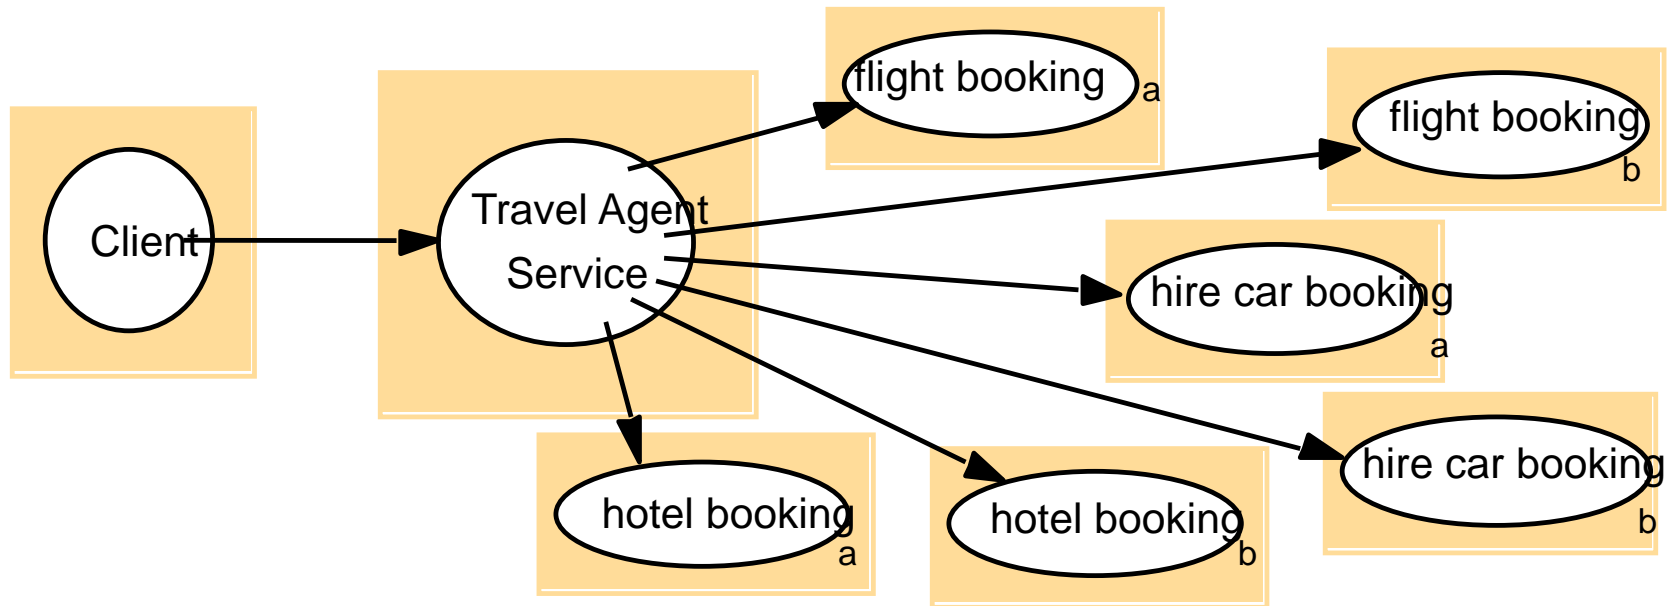 Client
Travel Agent
Service
flight booking
a
flight booking
b
hire car booking
a
hire car booking
b
hotel booking
a
hotel booking
b